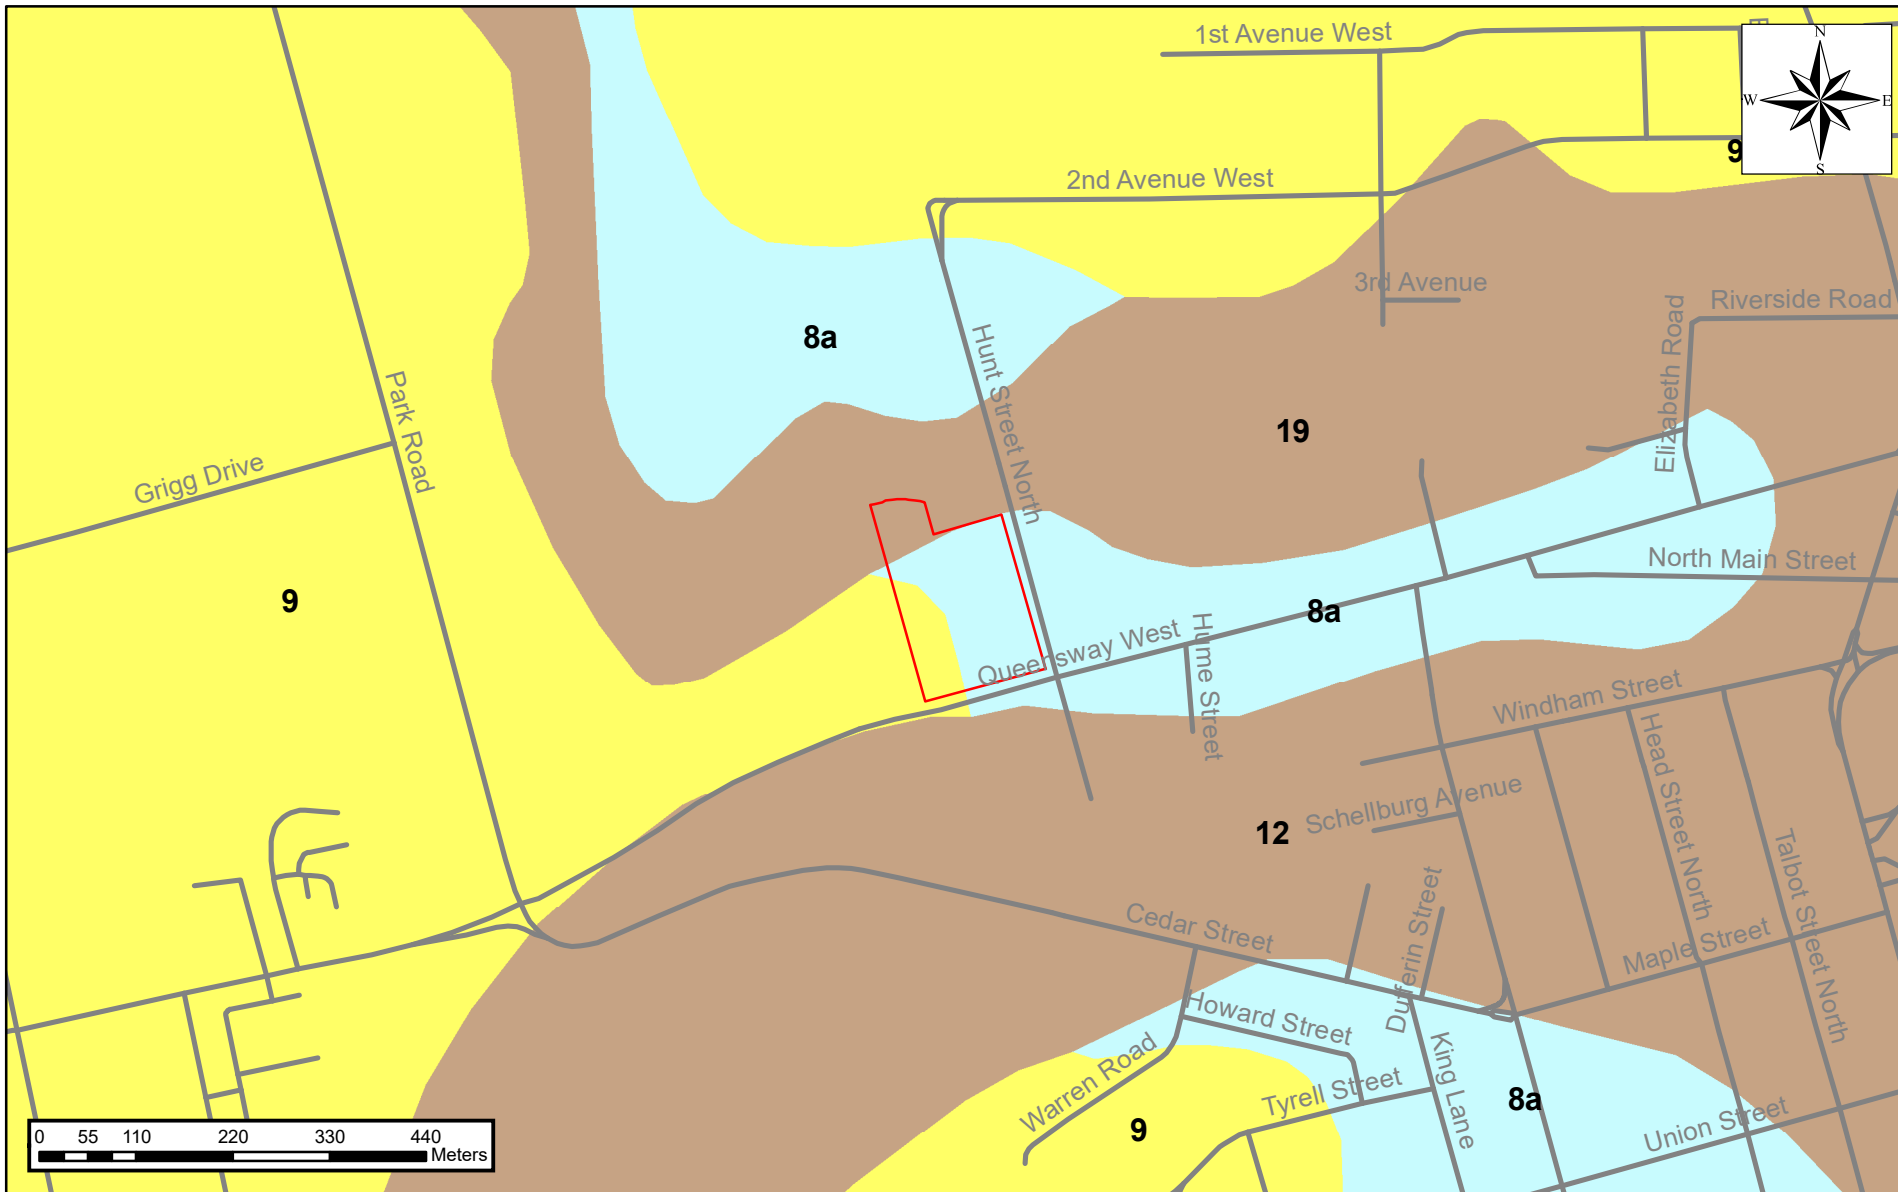 1st Avenue West
N
W
E
S
9
2nd Avenue West
3rd Avenue
Riverside Road
8a
Hunt Street North
Elizabeth Road
Park Road
19
Grigg Drive
North Main Street
9
8a
Hume Street
Queensway West
Windham Street
Head Street North
Schellburg Avenue
12
Talbot Street North
Dufferin Street
Cedar Street
Maple Street
Howard Street
King Lane
Warren Road
Tyrell Street
8a
9
Union Street
0 55 110 220 330 440
Meters